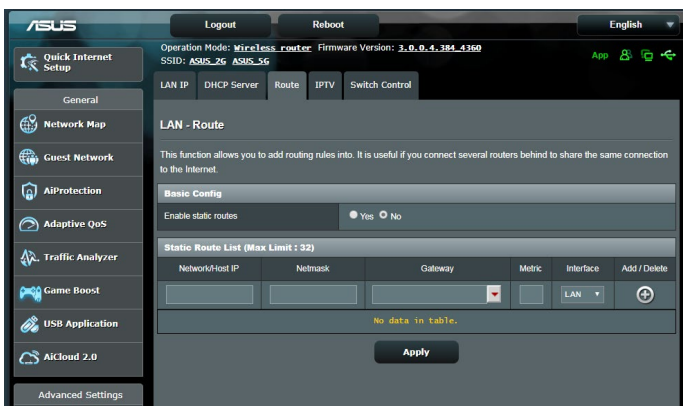 ASUS
Logout
Reboot
English
Quick Internet
Setup
Operation Mode: Wireless router Firmware Version: 3.0.0.4.384_4360
SSID: ASUS_2G ASUS_5G
App
LAN IP
DHCP Server
Route
IPTV
Switch Control
General
Network Map
Guest Network
AiProtection
Adaptive QoS
Traffic Analyzer
Game Boost
USB Application
AiCloud 2.0
Advanced Settings
LAN - Route
This function allows you to add routing rules into. It is useful if you connect several routers behind to share the same connection
to the Internet.
Basic Config
Enable static routes
Yes No
Static Route List (Max Limit : 32)
Network/Host IP
Netmask
Gateway
Metric
Interface
Add / Delete
LAN
No data in table.
Apply